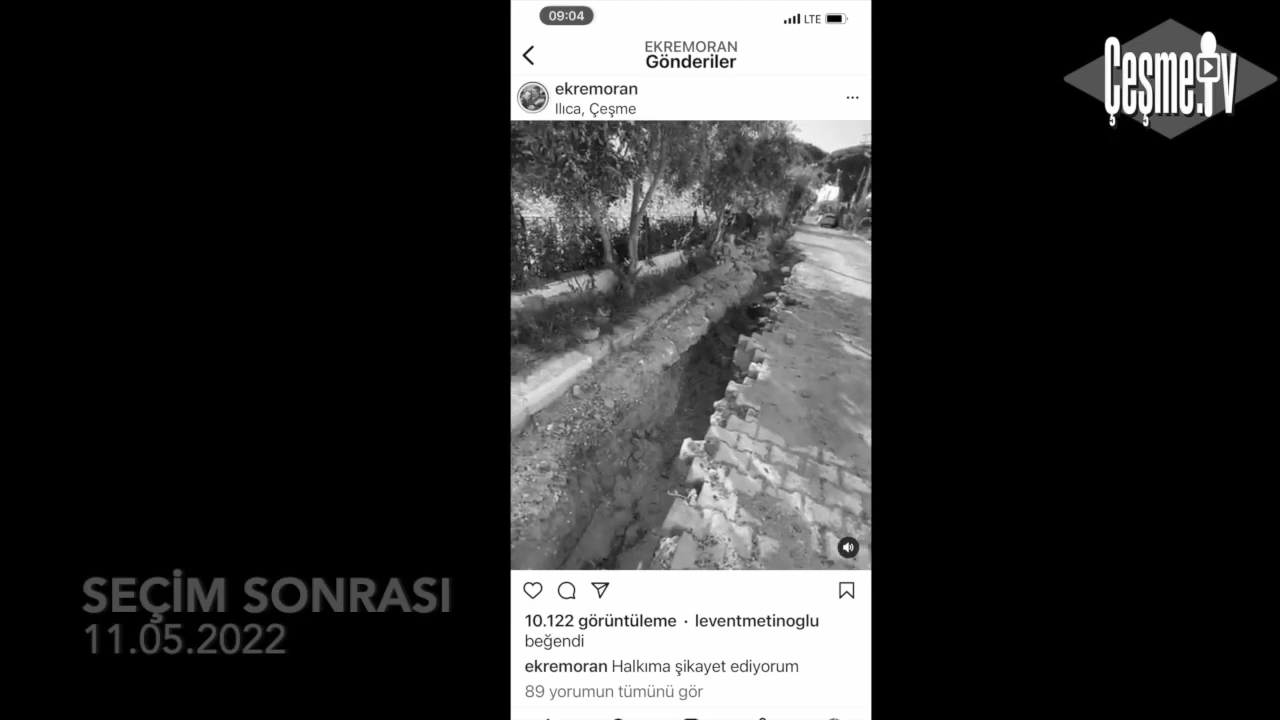 09:04
LTE
EKREMORAN
Gönderiler
ekremoran
Ilıca, Çeşme
10.122 görüntüleme · leventmetinoglu
beğendi
ekremoran Halkıma şikayet ediyorum
89 yorumun tümünü gör
SEÇİM SONRASI
11.05.2022
Çeşme.tv